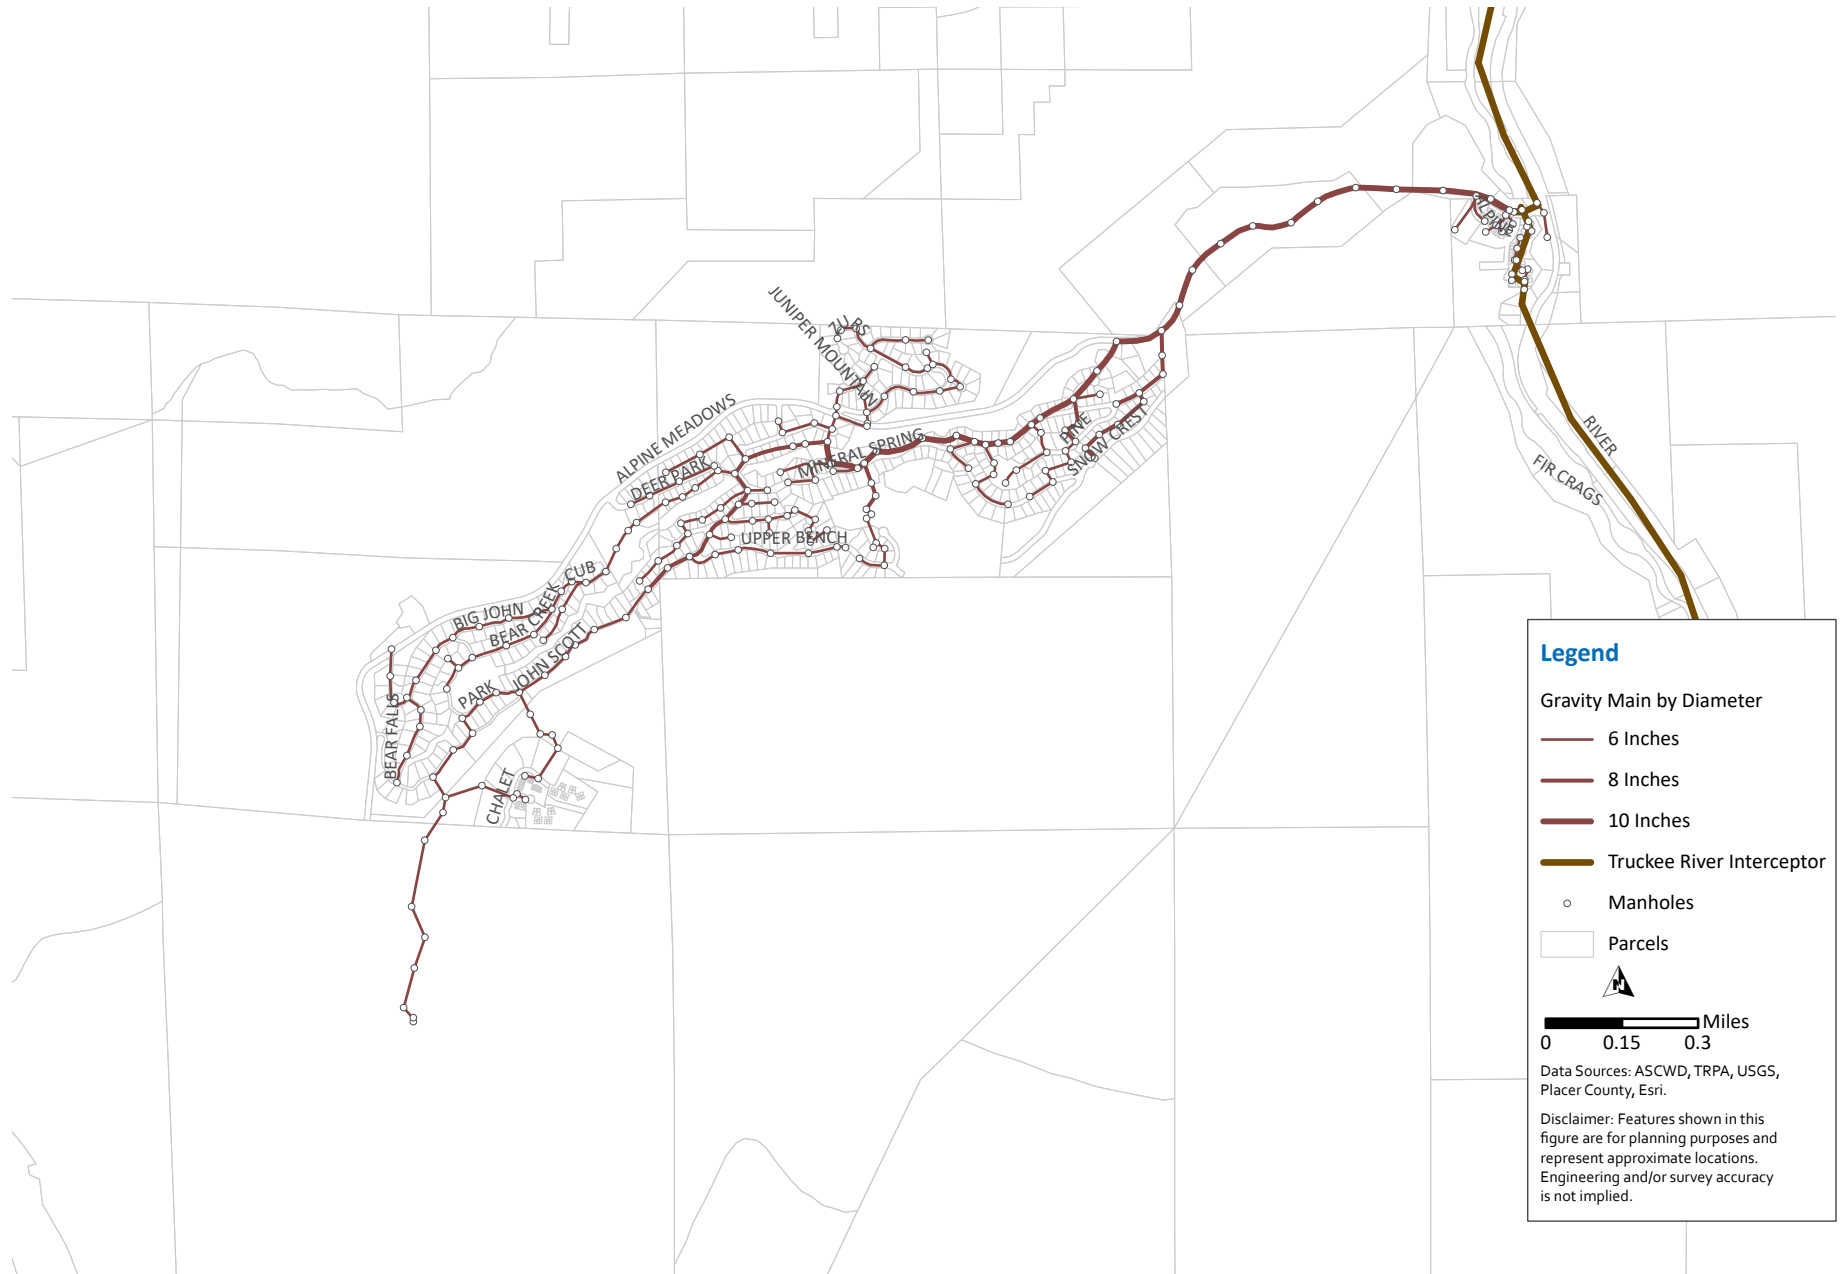 JUNIPER MOUNTAIN
ALPINE
ALPINE MEADOWS
DEER PARK
MINERAL SPRING
PINE
SNOW CREST
RIVER
FIR CRAGS
UPPER BENCH
CUB
BIG JOHN
BEAR CREEK
JOHN SCOTT
PARK
BEAR FALLS
CHALET
Legend
Gravity Main by Diameter
6 Inches
8 Inches
10 Inches
Truckee River Interceptor
Manholes
Parcels
N
Miles
0 0.15 0.3
Data Sources: ASCWD, TRPA, USGS,
Placer County, Esri.
Disclaimer: Features shown in this
figure are for planning purposes and
represent approximate locations.
Engineering and/or survey accuracy
is not implied.